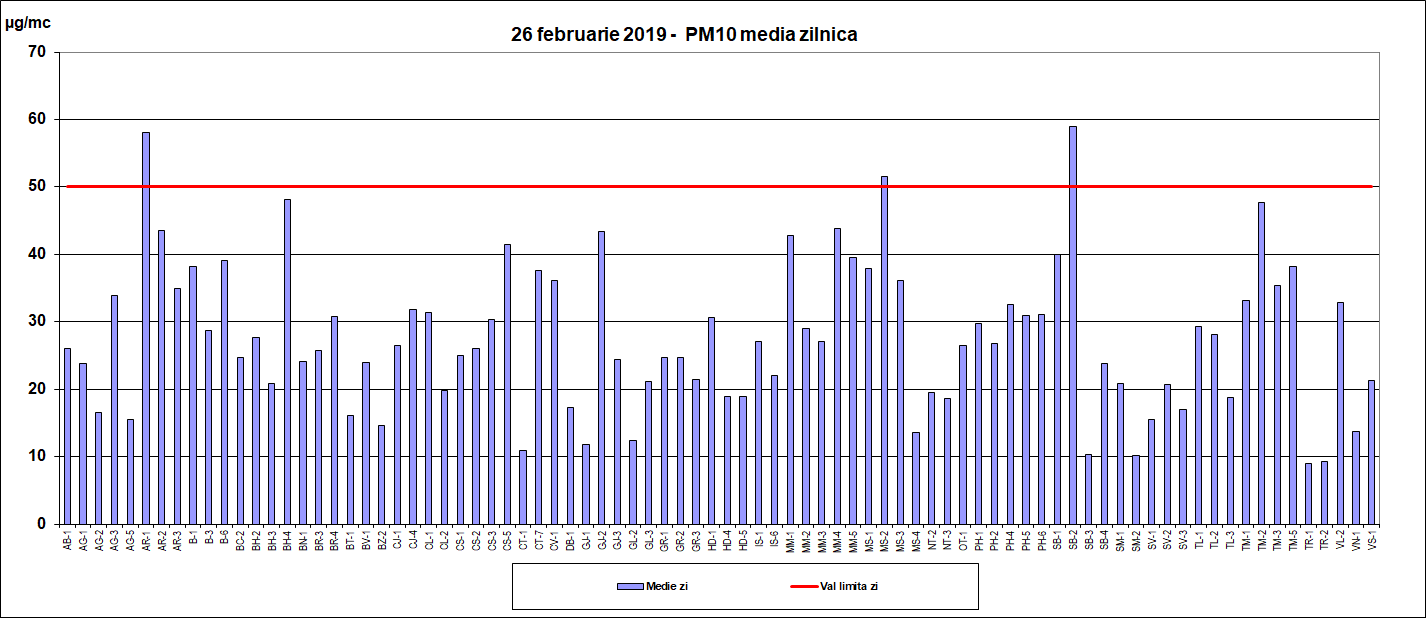 µg/mc
26 februarie 2019 - PM10 media zilnica
70
60
50
40
30
20
10
0
AB-1 AG-1 AG-2 AG-3 AG-5 AR-1 AR-2 AR-3 B-1 B-3 B-6 BC-2 BH-2 BH-3 BH-4 BN-1 BR-3 BR-4 BT-1 BV-1 BZ-2 CJ-1 CJ-4 CL-1 CL-2 CS-1 CS-2 CS-3 CS-5 CT-1 CT-7 CV-1 DB-1 GJ-1 GJ-2 GJ-3 GL-2 GL-3 GR-1 GR-2 GR-3 HD-1 HD-4 HD-5 IS-1 IS-6 MM-1 MM-2 MM-3 MM-4 MM-5 MS-1 MS-2 MS-3 MS-4 NT-2 NT-3 OT-1 PH-1 PH-2 PH-4 PH-5 PH-6 SB-1 SB-2 SB-3 SB-4 SM-1 SM-2 SV-1 SV-2 SV-3 TL-1 TL-2 TL-3 TM-1 TM-2 TM-3 TM-5 TR-1 TR-2 VL-2 VN-1 VS-1
Medie zi Val limita zi